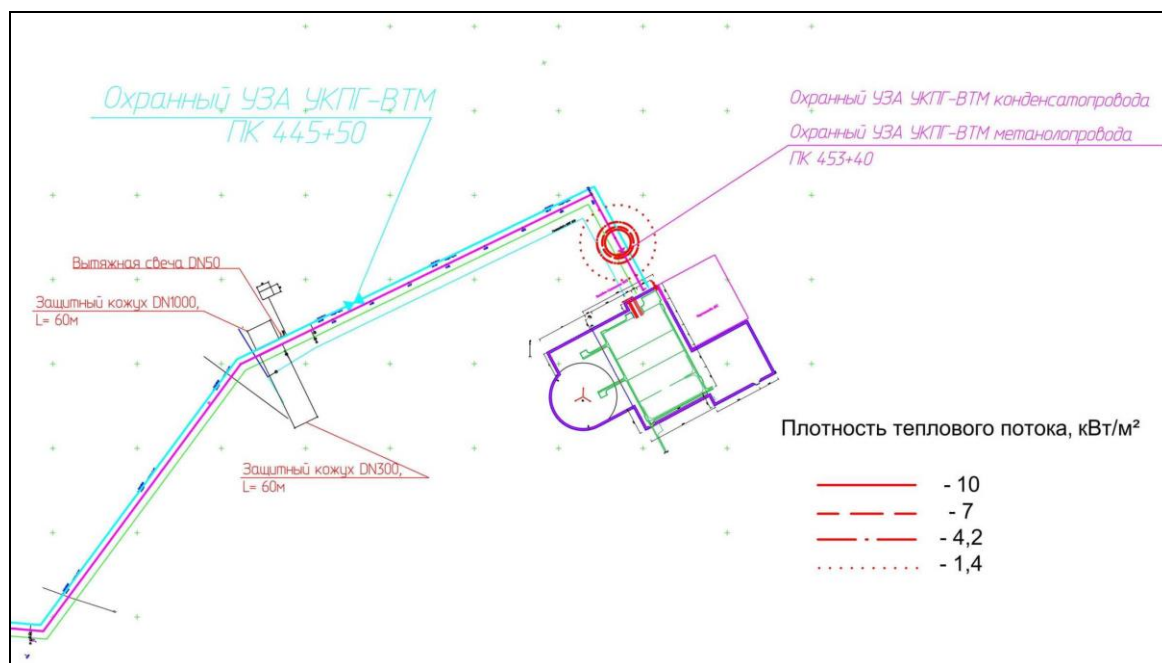 Охранный УЗА УКПГ-ВТМ
ПК 445+50
Охранный УЗА УКПГ-ВТМ конденсатопровода
Охранный УЗА УКПГ-ВТМ метанолопровода
ПК 453+40
Вытяжная свеча DN50
Защитный кожух DN1000,
L= 60м
Защитный кожух DN300,
L= 60м
Плотность теплового потока, кВт/м²
- 10
- 7
- 4,2
- 1,4